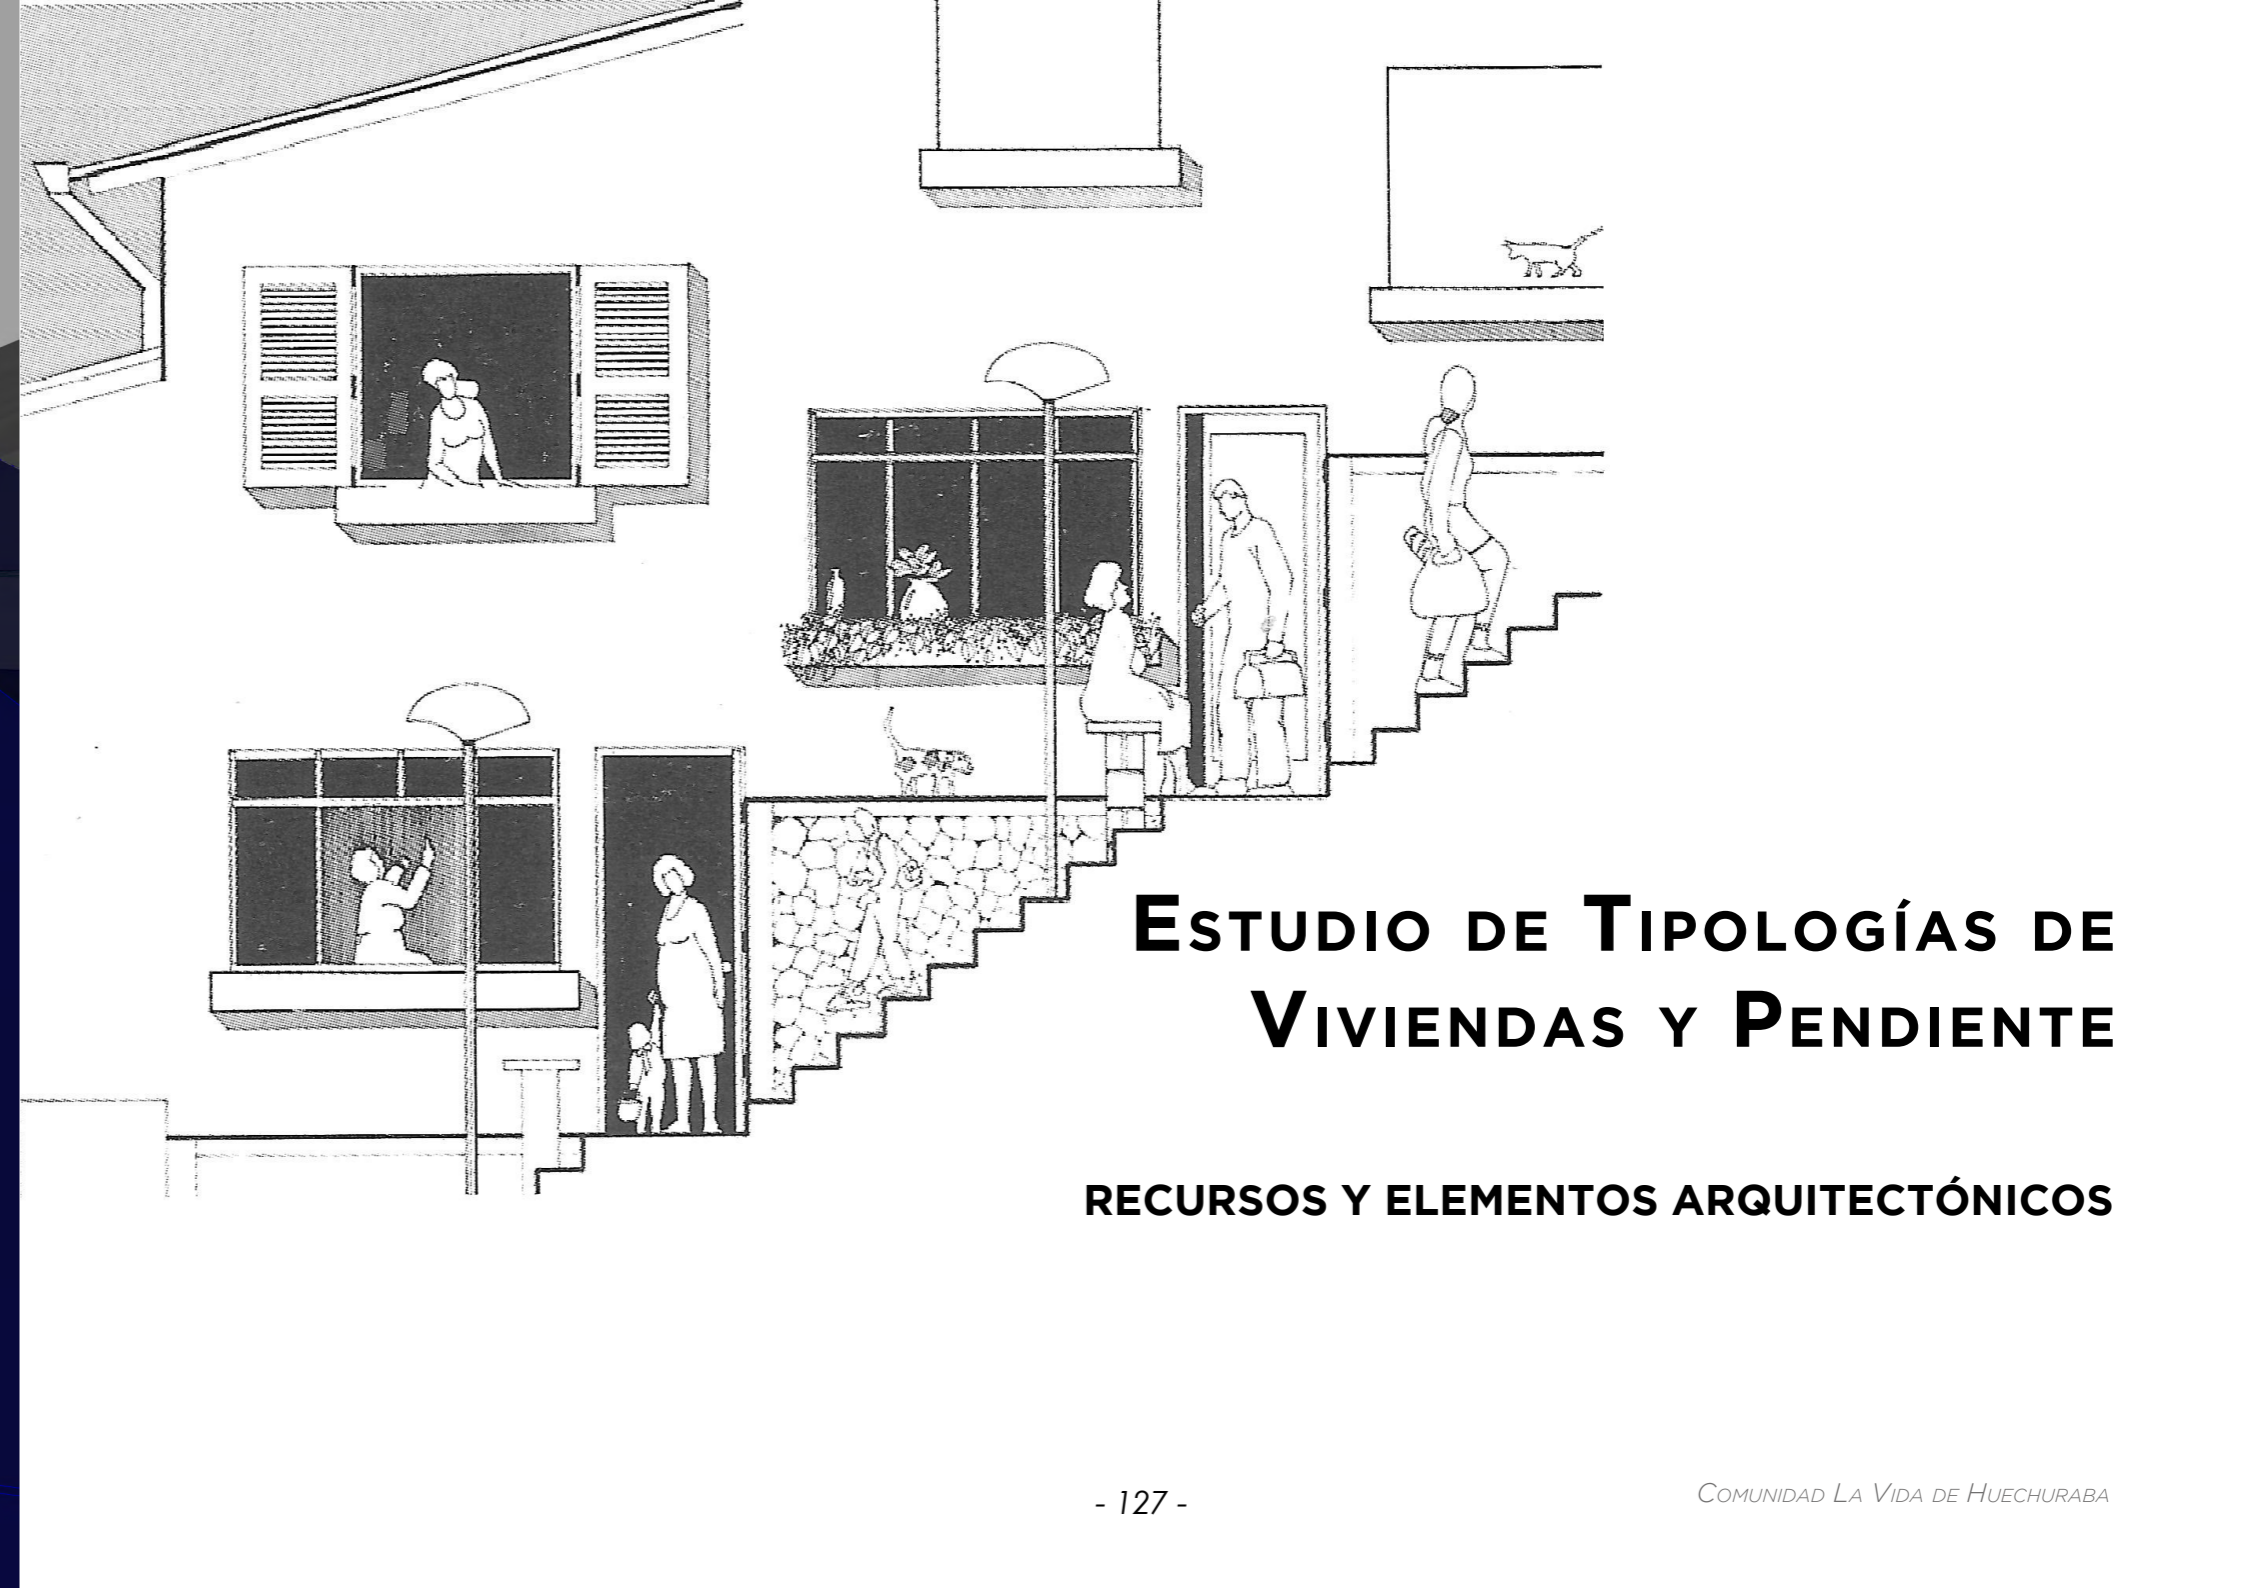 Estudio de Tipologías de
Viviendas y Pendiente
RECURSOS Y ELEMENTOS ARQUITECTÓNICOS
- 127 -
Comunidad La Vida de Huechuraba